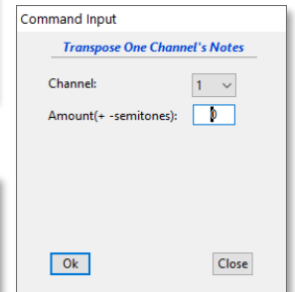 Command Input
Transpose One Channel's Notes
Channel: 1
Amount(+ -semitones): 0
Ok Close